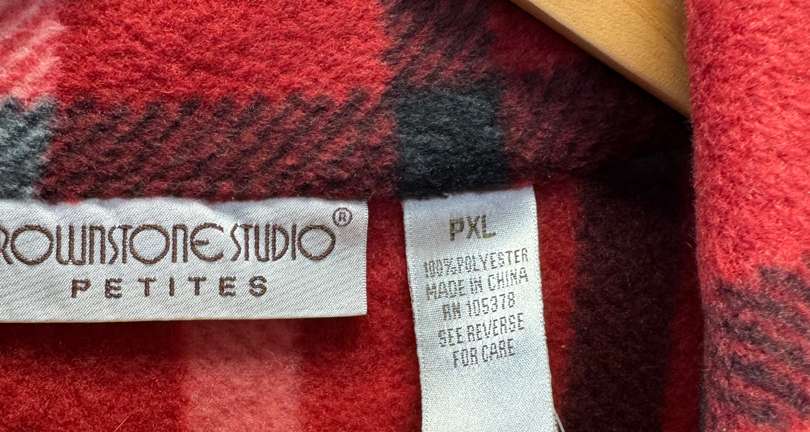 ROWNSTONE STUDIO®
PETITES
PXL
100% POLYESTER
MADE IN CHINA
RN 105378
SEE REVERSE
FOR CARE